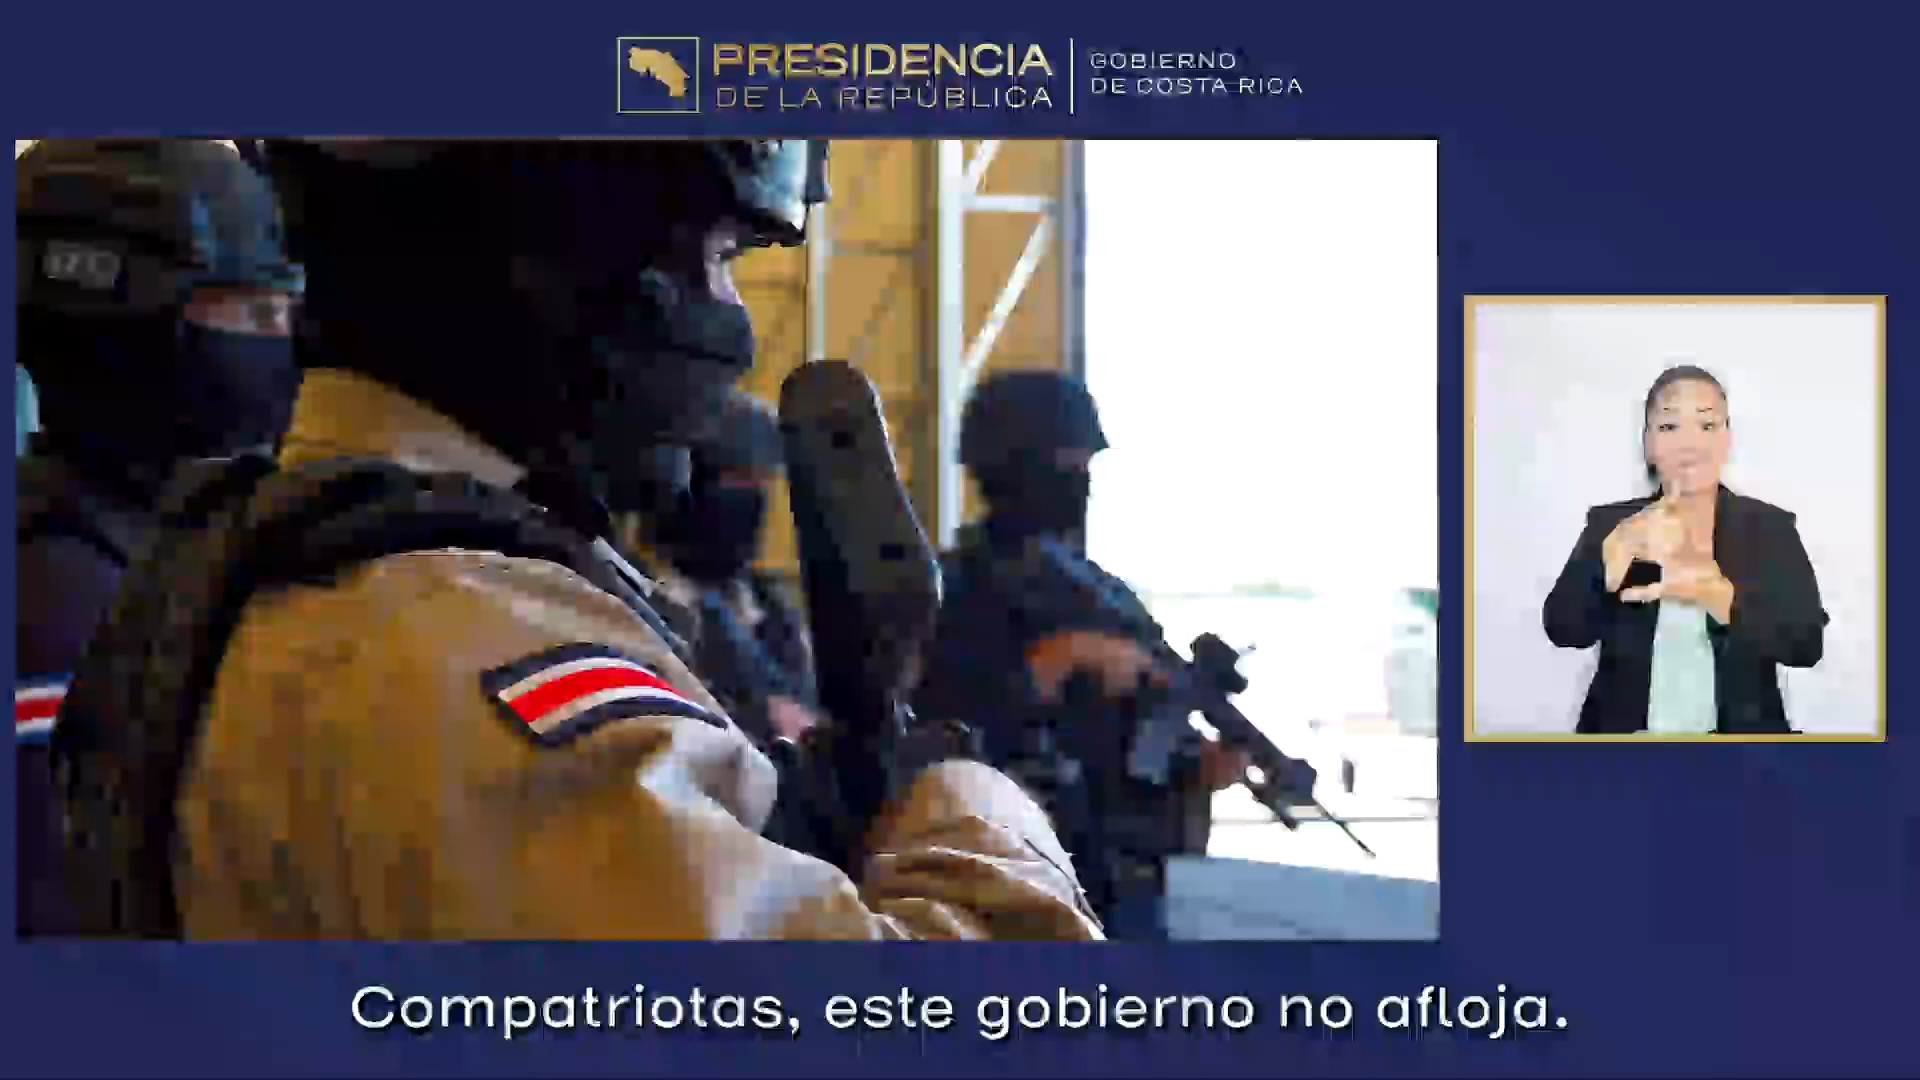 PRESIDENCIA
DE LA REPÚBLICA
GOBIERNO
DE COSTA RICA
Compatriotas, este gobierno no afloja.